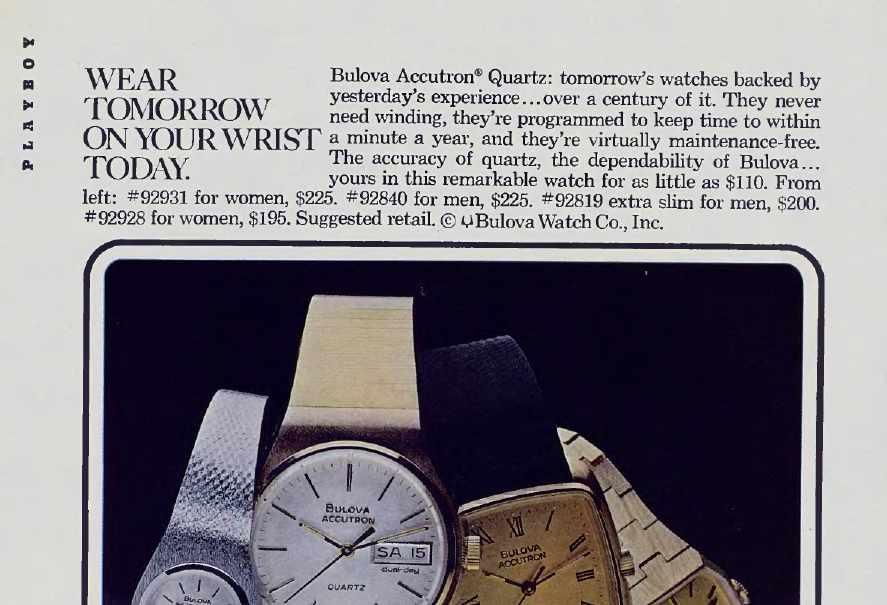 PLAYBOY
WEAR
TOMORROW
ON YOUR WRIST
TODAY.
Bulova Accutron® Quartz: tomorrow's watches backed by
yesterday's experience...over a century of it. They never
need winding, they're programmed to keep time to within
a minute a year, and they're virtually maintenance-free.
The accuracy of quartz, the dependability of Bulova...
yours in this remarkable watch for as little as $110. From
left: #92931 for women, $225. #92840 for men, $225. #92819 extra slim for men, $200.
#92928 for women, $195. Suggested retail. © Bulova Watch Co., Inc.
BULOVA
ACCUTRON
SA 15
dual-day
QUARTZ
XII
BULOVA
ACCUTRON
BULOVA